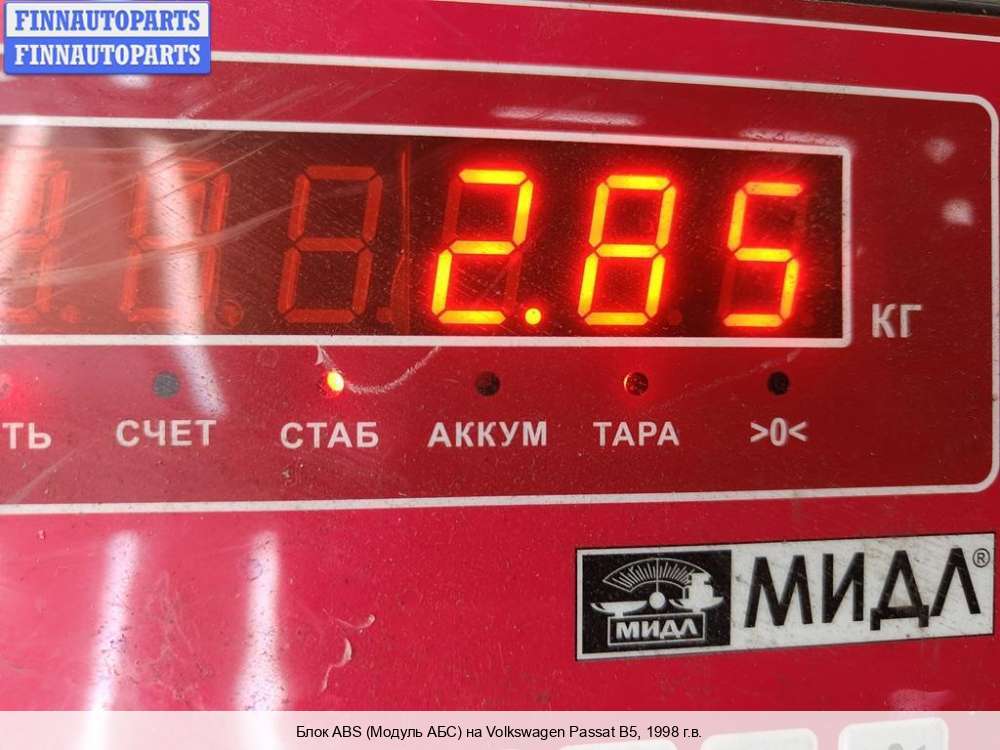 FINNAUTOPARTS
FINNAUTOPARTS
2.85
КГ
ТЬ СЧЕТ СТАБ АККУМ ТАРА >0<
МИДЛ МИДЛ®
Блок ABS (Модуль АБС) на Volkswagen Passat B5, 1998 г.в.